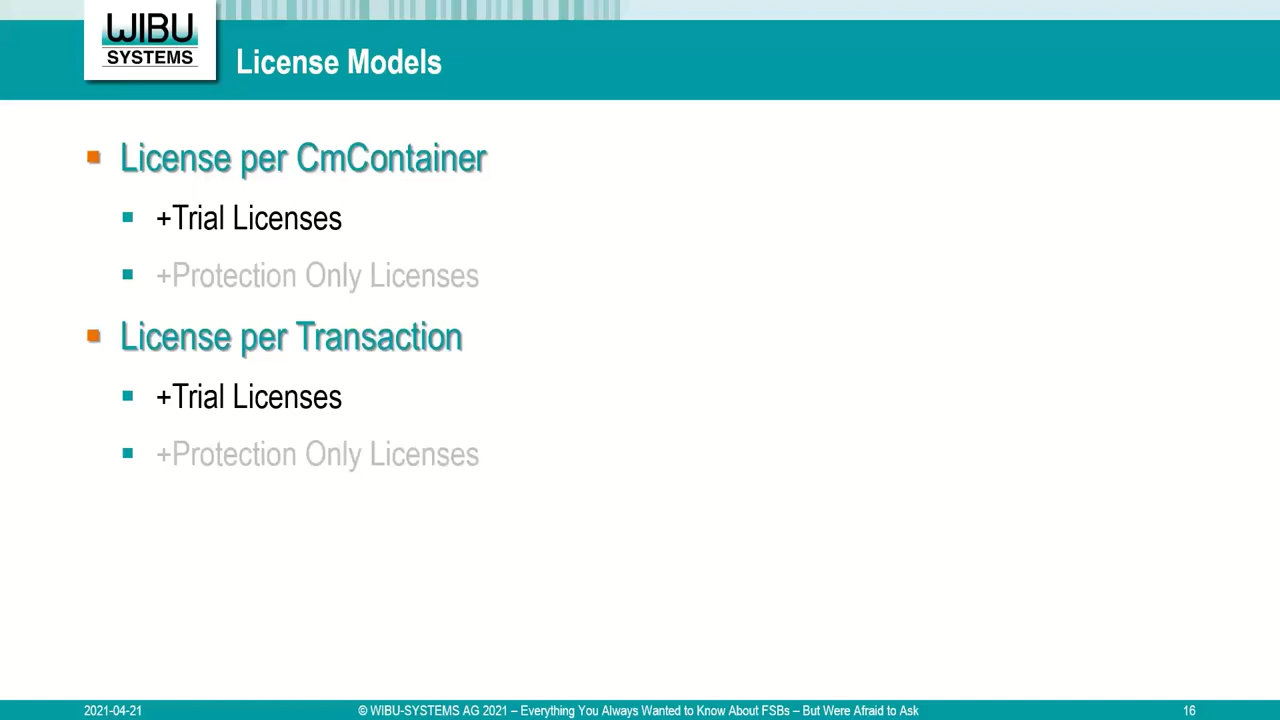 WIBU
SYSTEMS
License Models
License per CmContainer
+Trial Licenses
+Protection Only Licenses
License per Transaction
+Trial Licenses
+Protection Only Licenses
2021-04-21
© WIBU-SYSTEMS AG 2021 – Everything You Always Wanted to Know About FSBs – But Were Afraid to Ask
16